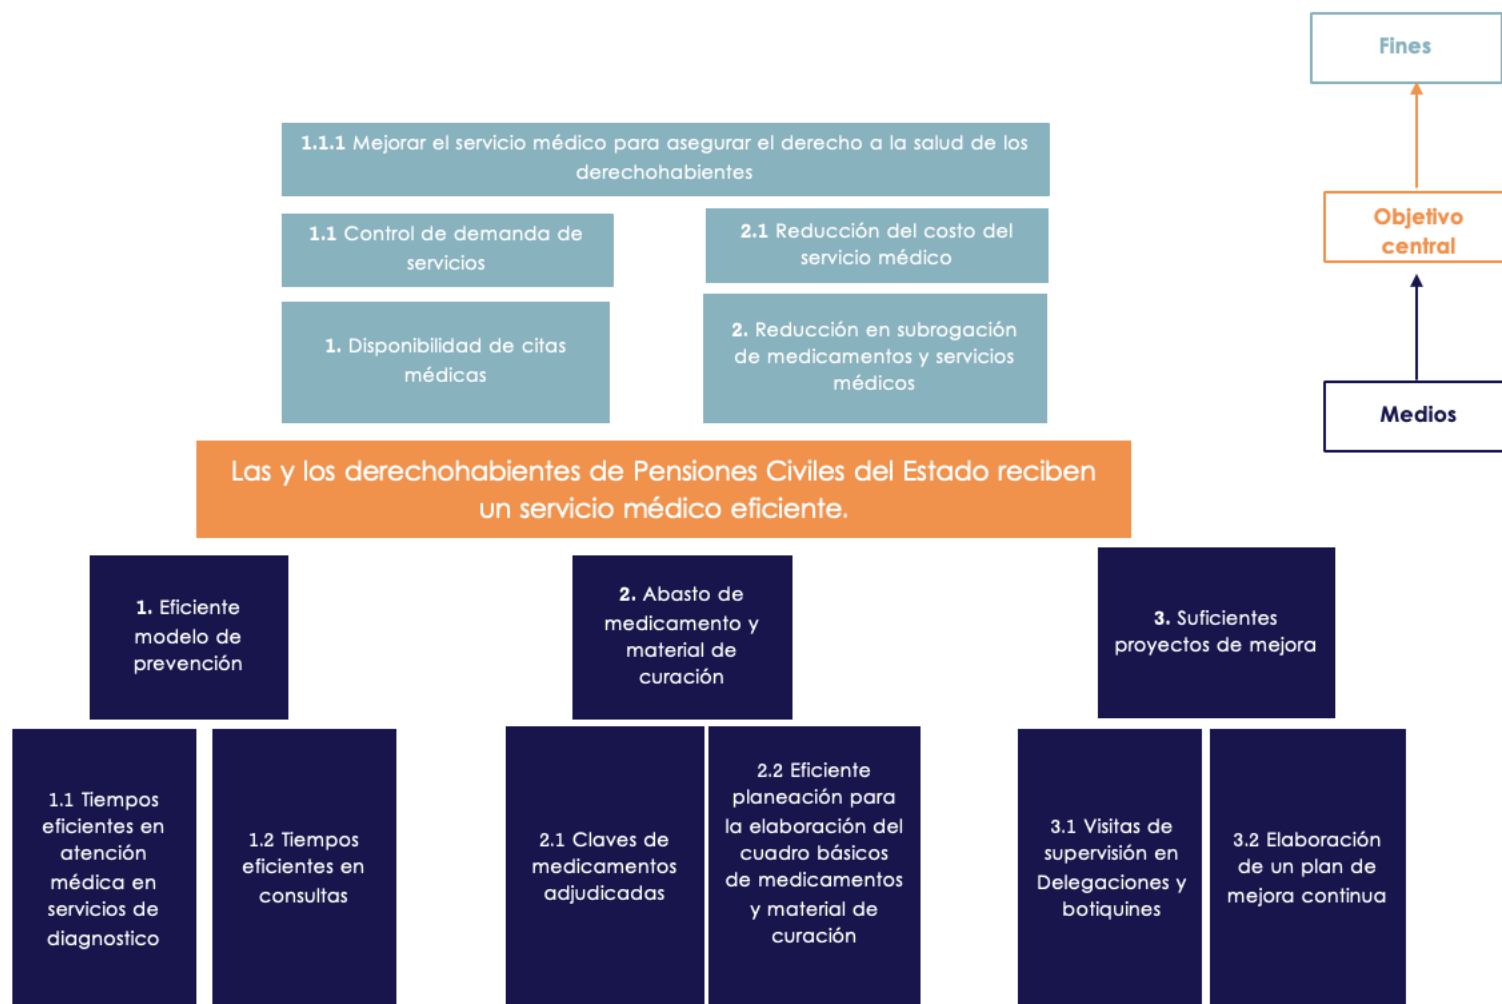 Fines
1.1.1 Mejorar el servicio médico para asegurar el derecho a la salud de los
derechohabientes
1.1 Control de demanda de
servicios
2.1 Reducción del costo del
servicio médico
Objetivo
central
1. Disponibilidad de citas
médicas
2. Reducción en subrogación
de medicamentos y servicios
médicos
Medios
Las y los derechohabientes de Pensiones Civiles del Estado reciben
un servicio médico eficiente.
1. Eficiente
modelo de
prevención
2. Abasto de
medicamento y
material de
curación
3. Suficientes
proyectos de mejora
1.1 Tiempos
eficientes en
atención
médica en
servicios de
diagnostico
1.2 Tiempos
eficientes en
consultas
2.1 Claves de
medicamentos
adjudicadas
2.2 Eficiente
planeación para
la elaboración del
cuadro básicos
de medicamentos
y material de
curación
3.1 Visitas de
supervisión en
Delegaciones y
botiquines
3.2 Elaboración
de un plan de
mejora continua